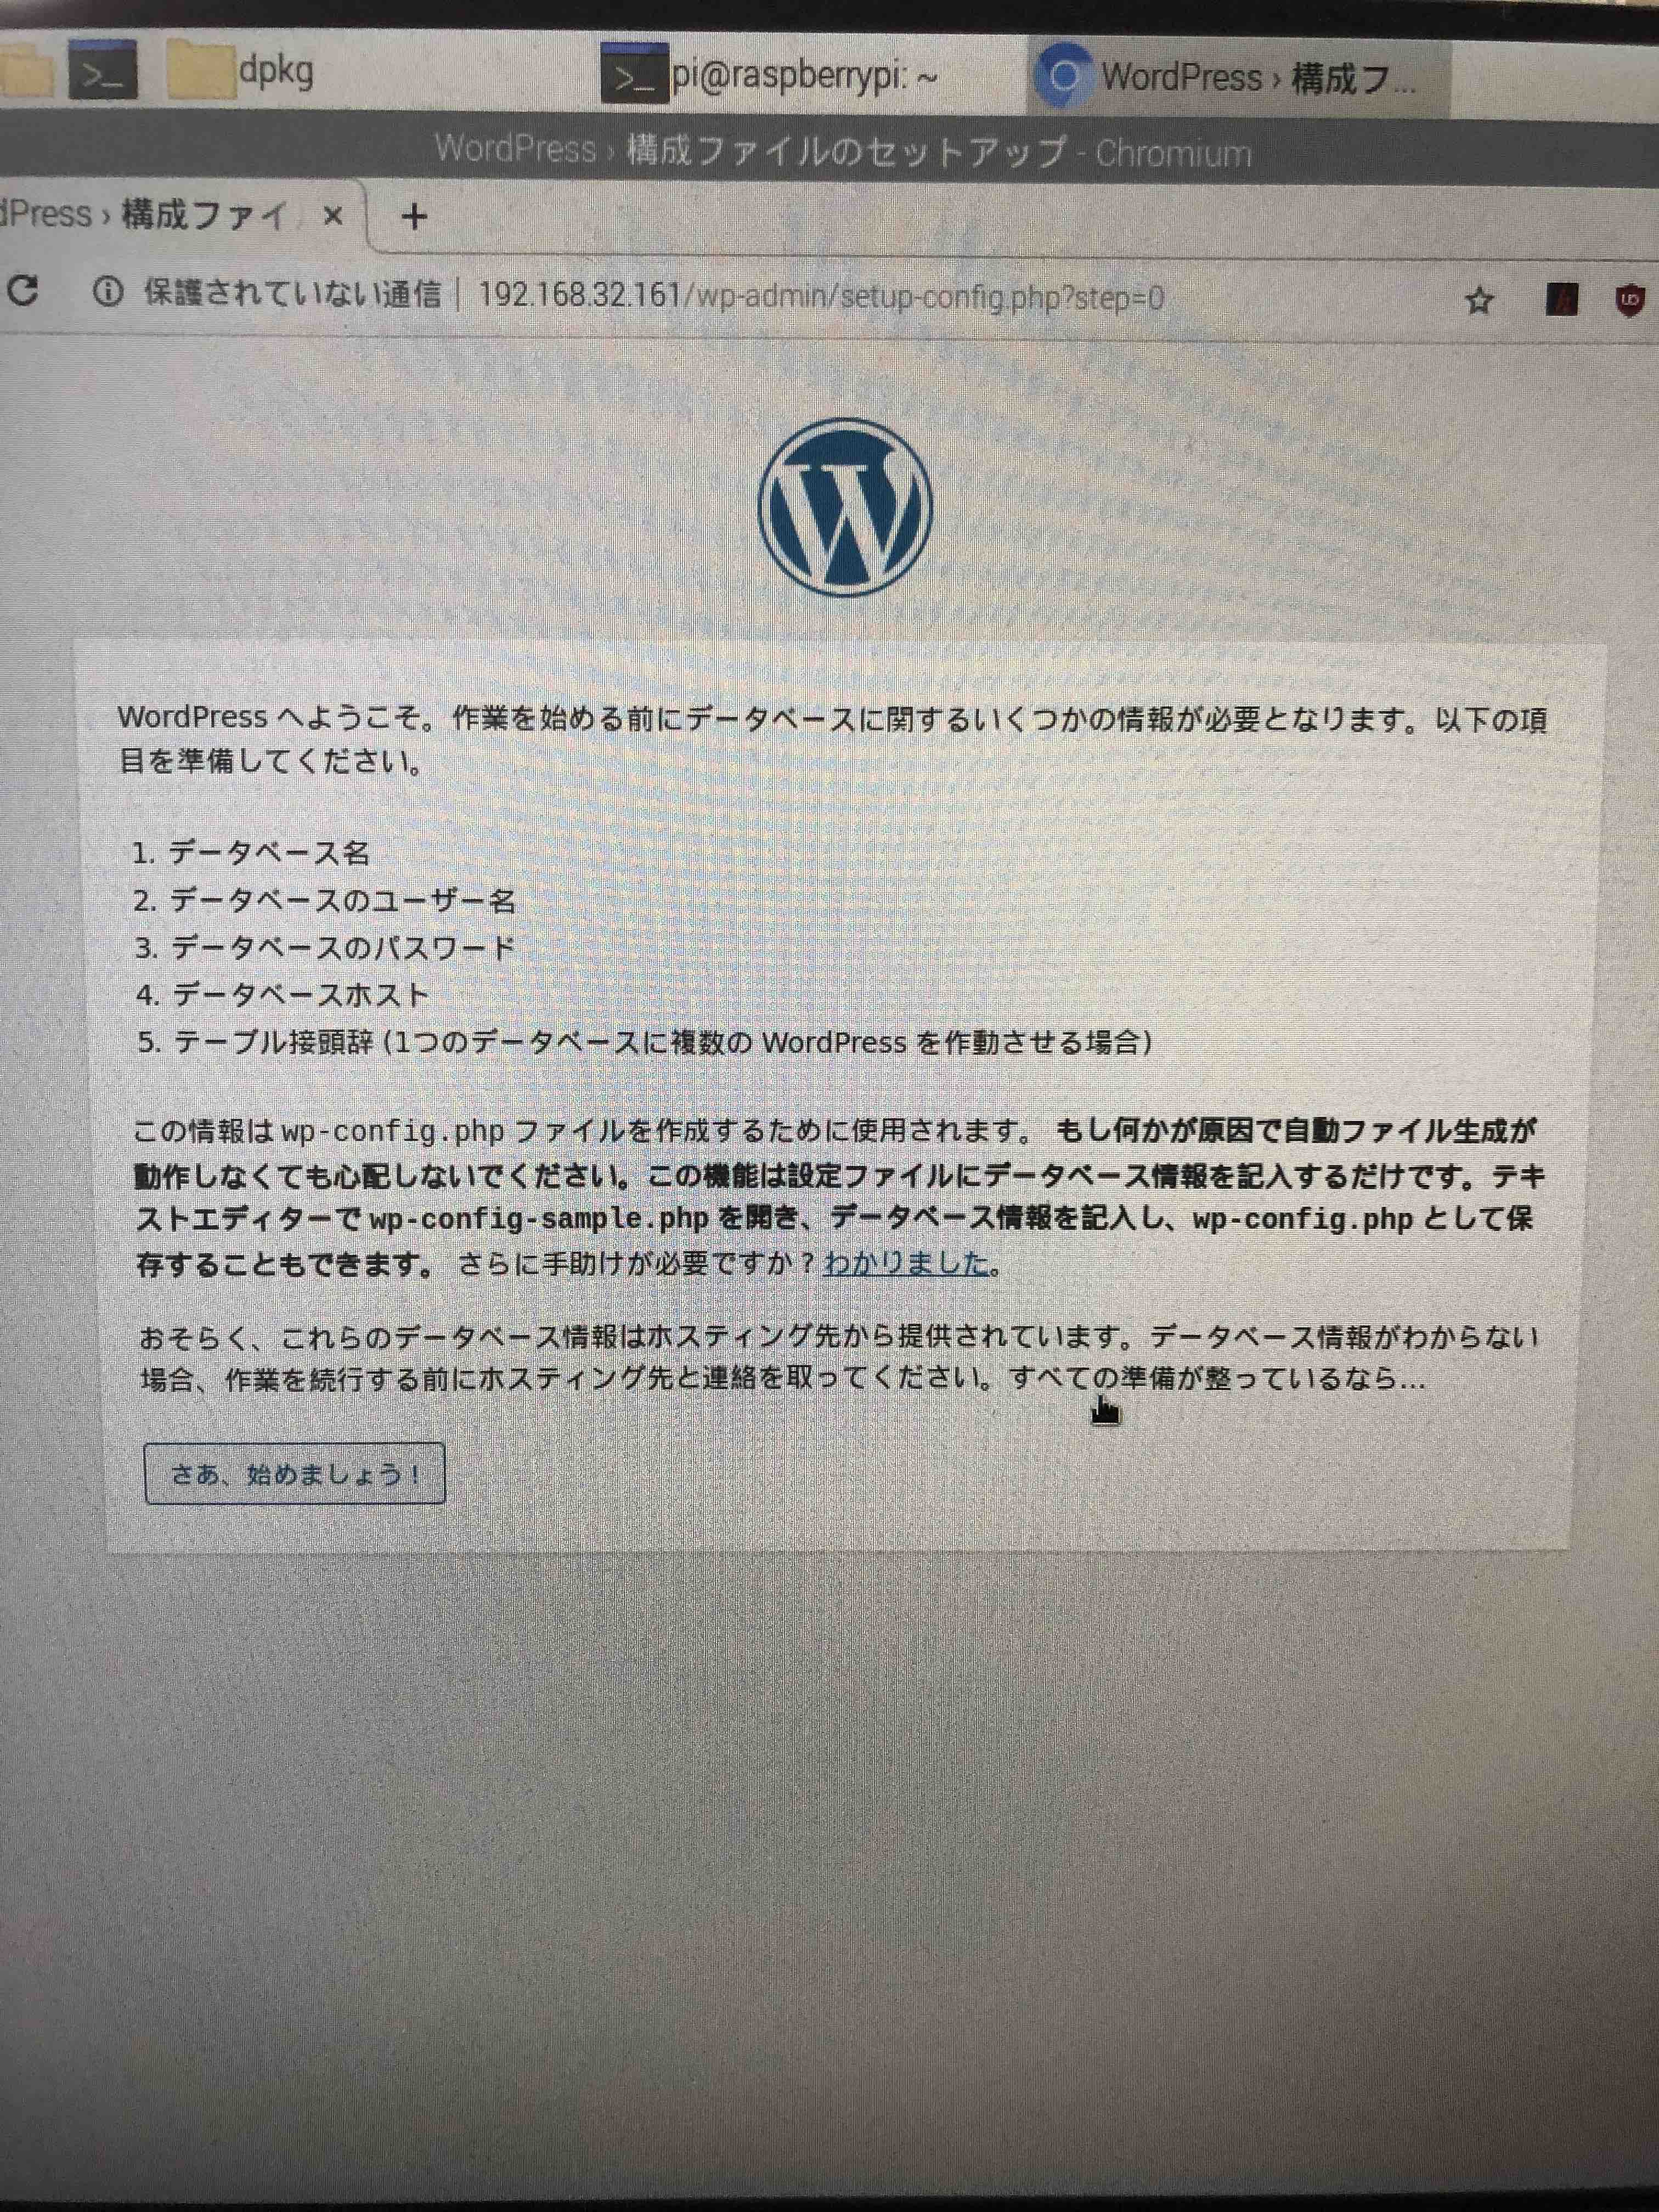 dpkg
pi@raspberrypi: ~
WordPress › 構成フ...
WordPress › 構成ファイルのセットアップ - Chromium
dPress › 構成ファイ × +
保護されていない通信 | 192.168.32.161/wp-admin/setup-config.php?step=0
WordPress へようこそ。作業を始める前にデータベースに関するいくつかの情報が必要となります。以下の項
目を準備してください。
1. データベース名
2. データベースのユーザー名
3. データベースのパスワード
4. データベースホスト
5. テーブル接頭辞 (1つのデータベースに複数の WordPress を作動させる場合)
この情報は wp-config.php ファイルを作成するために使用されます。 もし何かが原因で自動ファイル生成が
動作しなくても心配しないでください。この機能は設定ファイルにデータベース情報を記入するだけです。テキ
ストエディターで wp-config-sample.php を開き、データベース情報を記入し、wp-config.php として保
存することもできます。 さらに手助けが必要ですか ? わかりました。
おそらく、これらのデータベース情報はホスティング先から提供されています。データベース情報がわからない
場合、作業を続行する前にホスティング先と連絡を取ってください。すべての準備が整っているなら...
さあ、始めましょう !